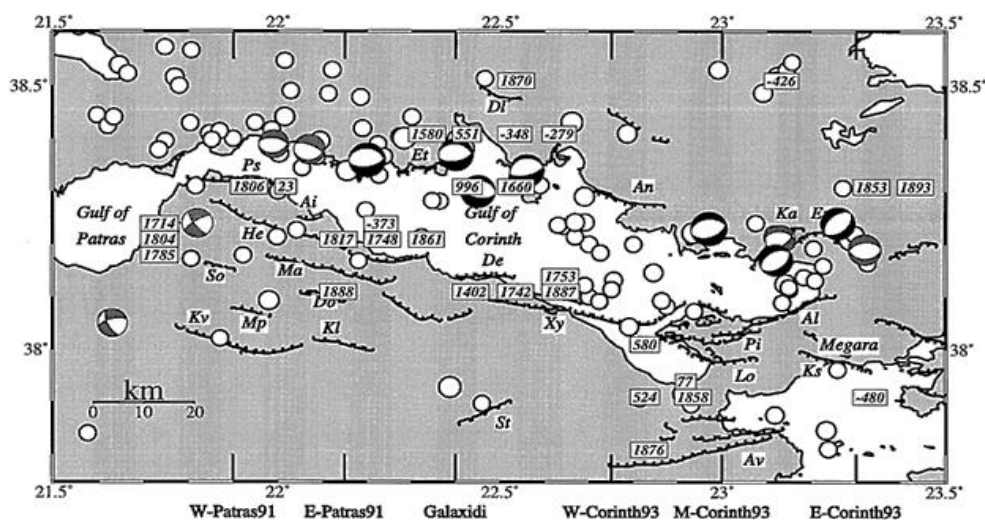 21.5° 22° 22.5° 23° 23.5°
38.5° 1870 -426 38.5°
Dl
1580 551 -348 -279
Et
Ps
1806 23 996 1660 An 1853 1893
Ai
Gulf of Patras
1714
1804
1785
He
-373
1817 1748 1861
Gulf of Corinth
Ka E
So Ma De
1753
1888 1402 1742 1887
Do
Kv Mp Kl Xy Al
580 Pi Megara
38° 38°
Lo Ks
km
0 20
77
524 1858 -480
St
1876 Av
21.5° 22° 22.5° 23° 23.5°
W-Patras91 E-Patras91 Galaxidi W-Corinth93 M-Corinth93 E-Corinth93